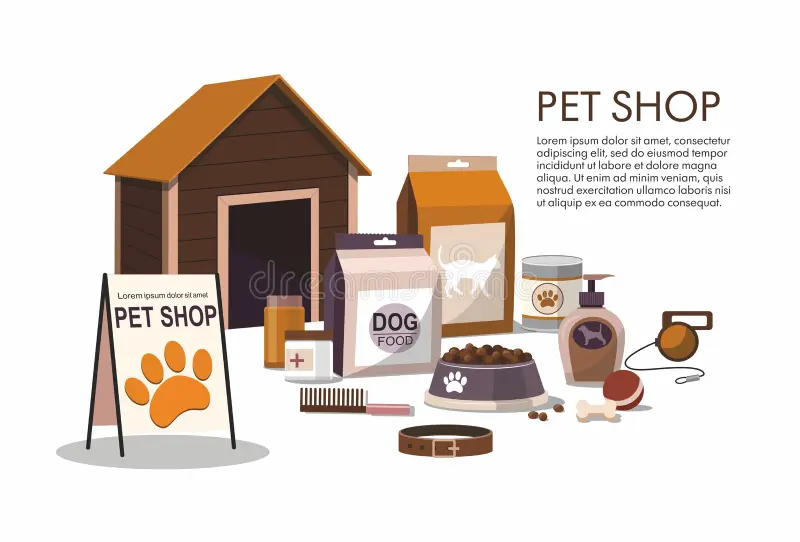 PET SHOP
Lorem ipsum dolor sit amet, consectetur
adipiscing elit, sed do eiusmod tempor
incididunt ut labore et dolore magna
aliqua. Ut enim ad minim veniam, quis
nostrud exercitation ullamco laboris nisi
ut aliquip ex ea commodo consequat.
Lorem ipsum dolor sit amet
PET SHOP
DOG
FOOD
dreamstime